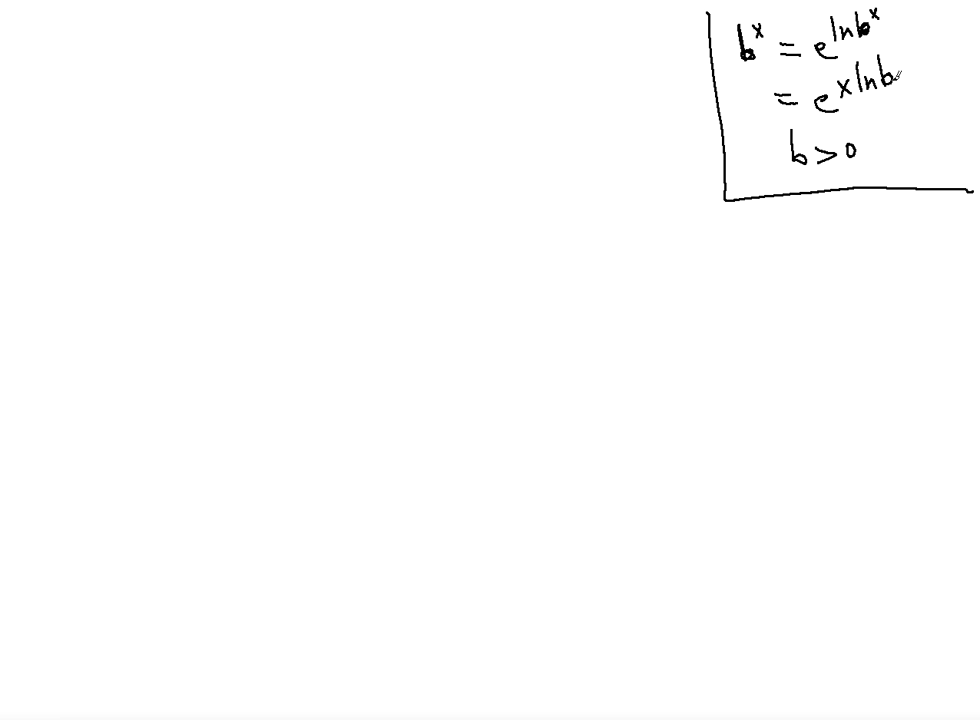 b^x = e^{ln b^x}
= e^{x ln b}
b > 0